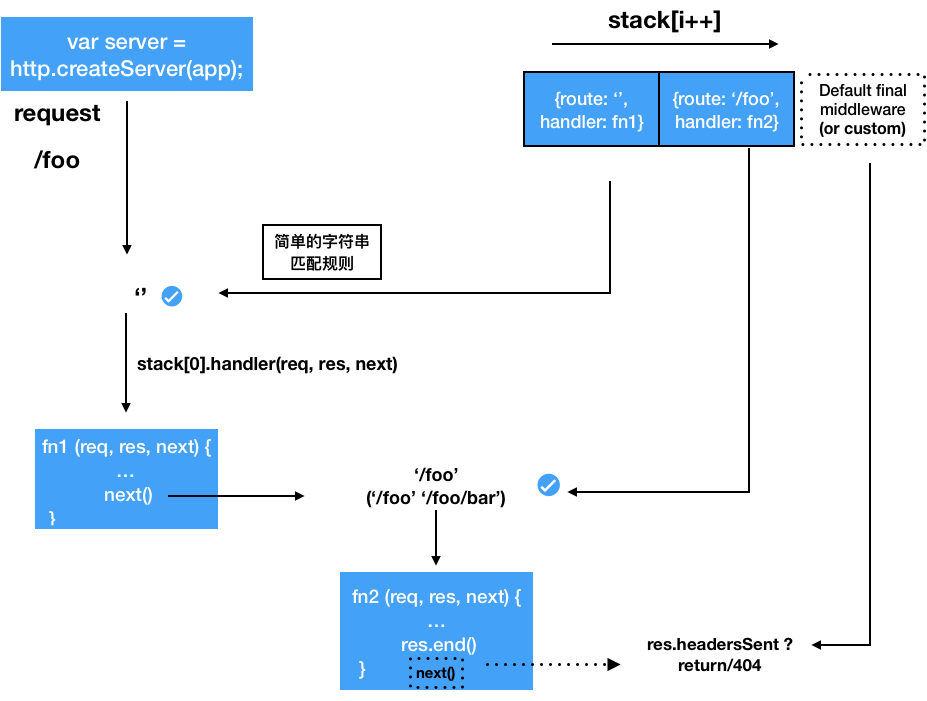 stack[i++]
var server =
http.createServer(app);
{route: ‘’,
handler: fn1}
{route: ‘/foo’,
handler: fn2}
Default final
middleware
(or custom)
request
/foo
简单的字符串
匹配规则
‘’
stack[0].handler(req, res, next)
fn1 (req, res, next) {
...
next()
}
‘/foo’
(‘/foo’ ‘/foo/bar’)
fn2 (req, res, next) {
...
res.end()
}
next()
res.headersSent ?
return/404